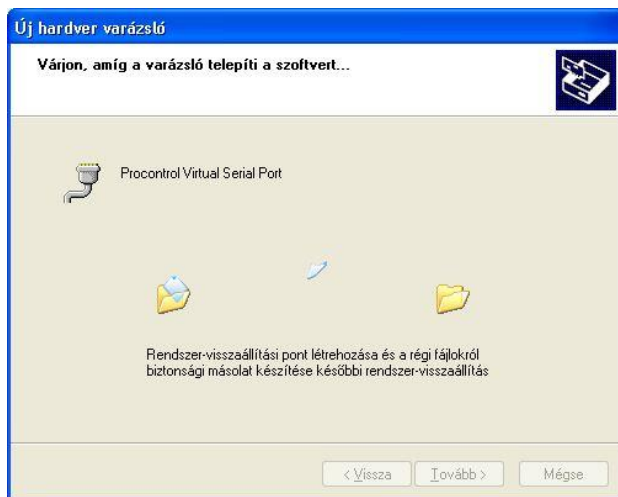 Új hardver varázsló
Várjon, amíg a varázsló telepíti a szoftvert...
Procontrol Virtual Serial Port
Rendszer-visszaállítási pont létrehozása és a régi fájlokról
biztonsági másolat készítése későbbi rendszer-visszaállítás
< Vissza Tovább > Mégse